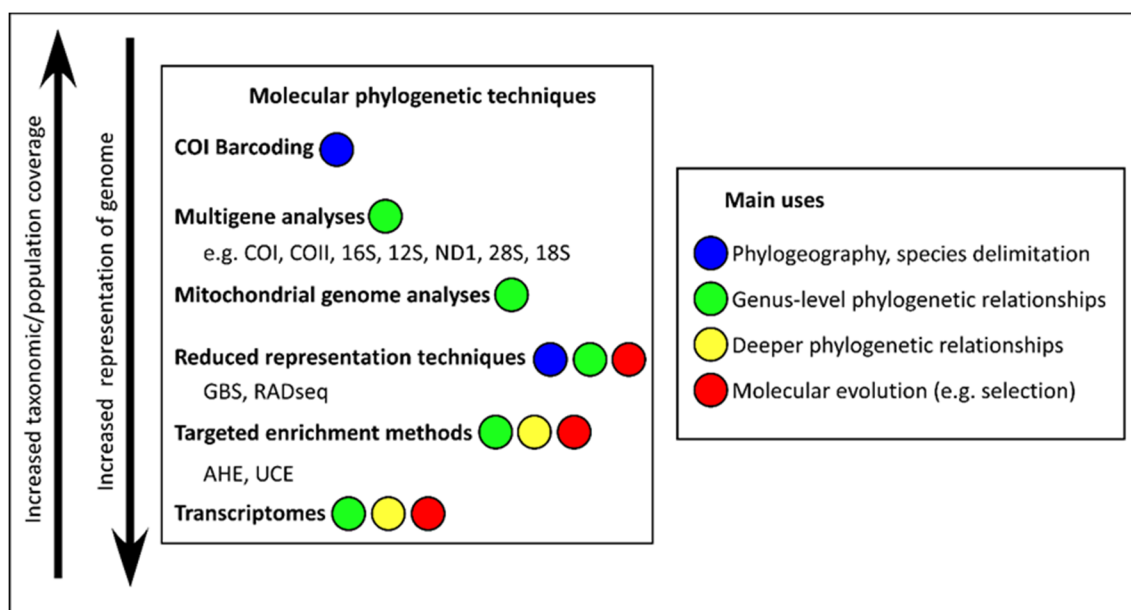 Increased taxonomic/population coverage
Increased representation of genome
Molecular phylogenetic techniques
COI Barcoding
Multigene analyses
e.g. COI, COII, 16S, 12S, ND1, 28S, 18S
Mitochondrial genome analyses
Reduced representation techniques
GBS, RADseq
Targeted enrichment methods
AHE, UCE
Transcriptomes
Main uses
Phylogeography, species delimitation
Genus-level phylogenetic relationships
Deeper phylogenetic relationships
Molecular evolution (e.g. selection)